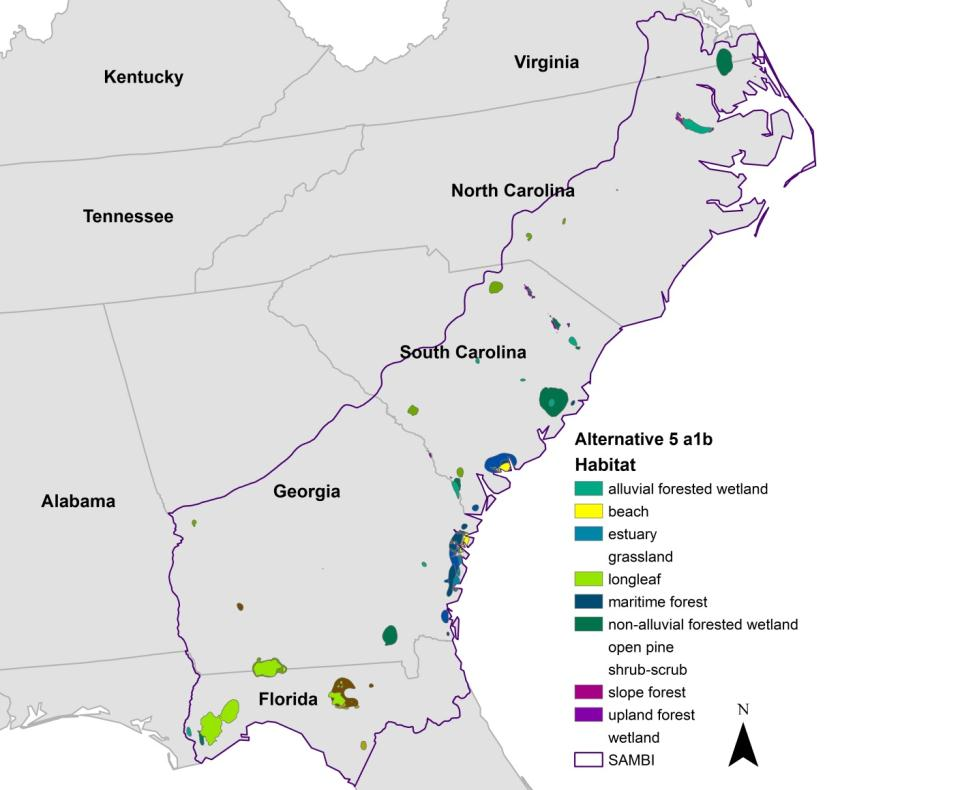 Kentucky
Virginia
North Carolina
Tennessee
South Carolina
Alabama
Georgia
Florida
Alternative 5 a1b
Habitat
alluvial forested wetland
beach
estuary
grassland
longleaf
maritime forest
non-alluvial forested wetland
open pine
shrub-scrub
slope forest
upland forest
wetland
SAMBI
N